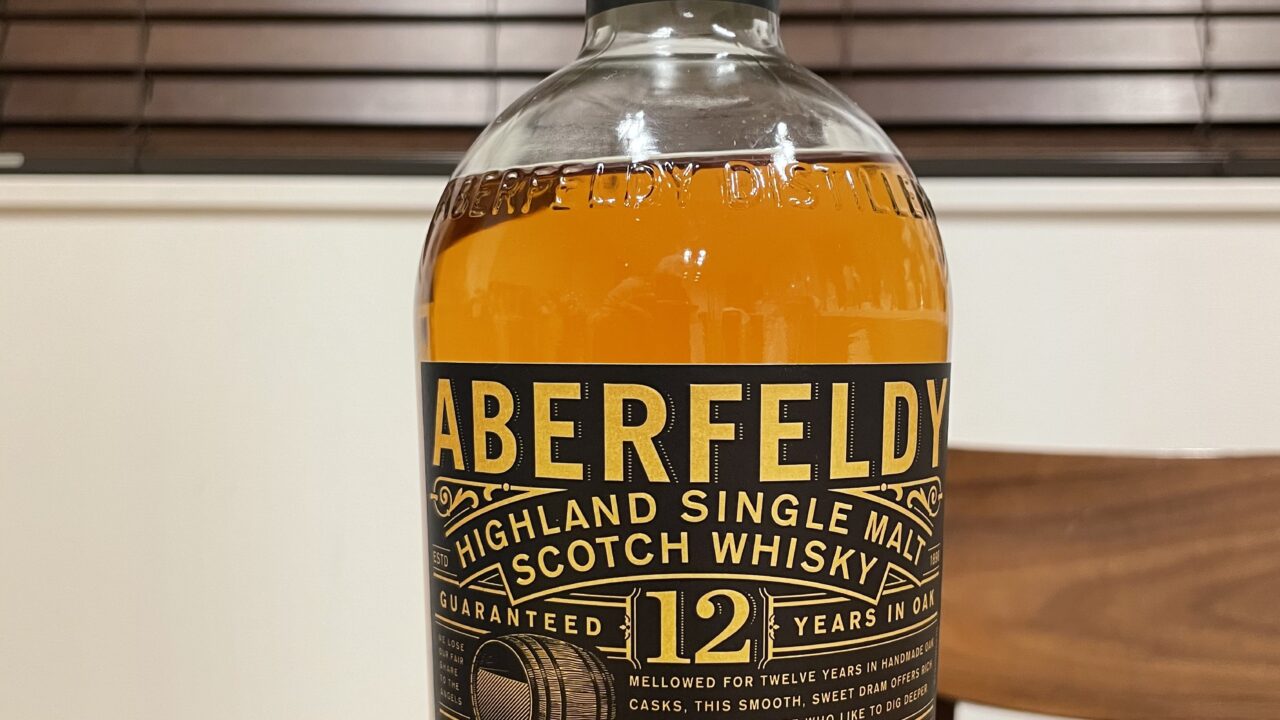 ABERFELDY DISTILLE
ABERFELDY
HIGHLAND SINGLE MALT
SCOTCH WHISKY
ESTD
GUARANTEED 12 YEARS IN OAK
WE LOSE
OUR FAIR
SHARE
TO THE
ANGELS
MELLOWED FOR TWELVE YEARS IN HANDMADE OAK
CASKS, THIS SMOOTH, SWEET DRAM OFFERS RICH
WHO LIKE TO DIG DEEPER